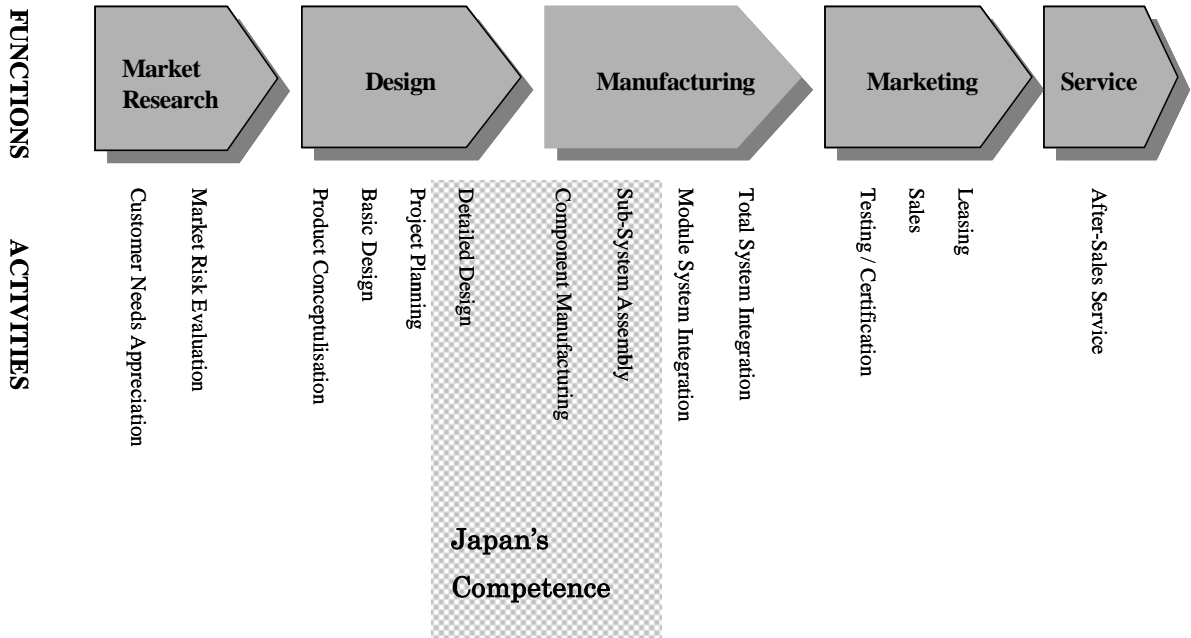 FUNCTIONS
Market
Research
Design
Manufacturing
Marketing
Service
ACTIVITIES
Customer Needs Appreciation
Market Risk Evaluation
Product Conceptulisation
Basic Design
Project Planning
Detailed Design
Component Manufacturing
Sub-System Assembly
Module System Integration
Total System Integration
Testing / Certification
Sales
Leasing
After-Sales Service
Japan's
Competence